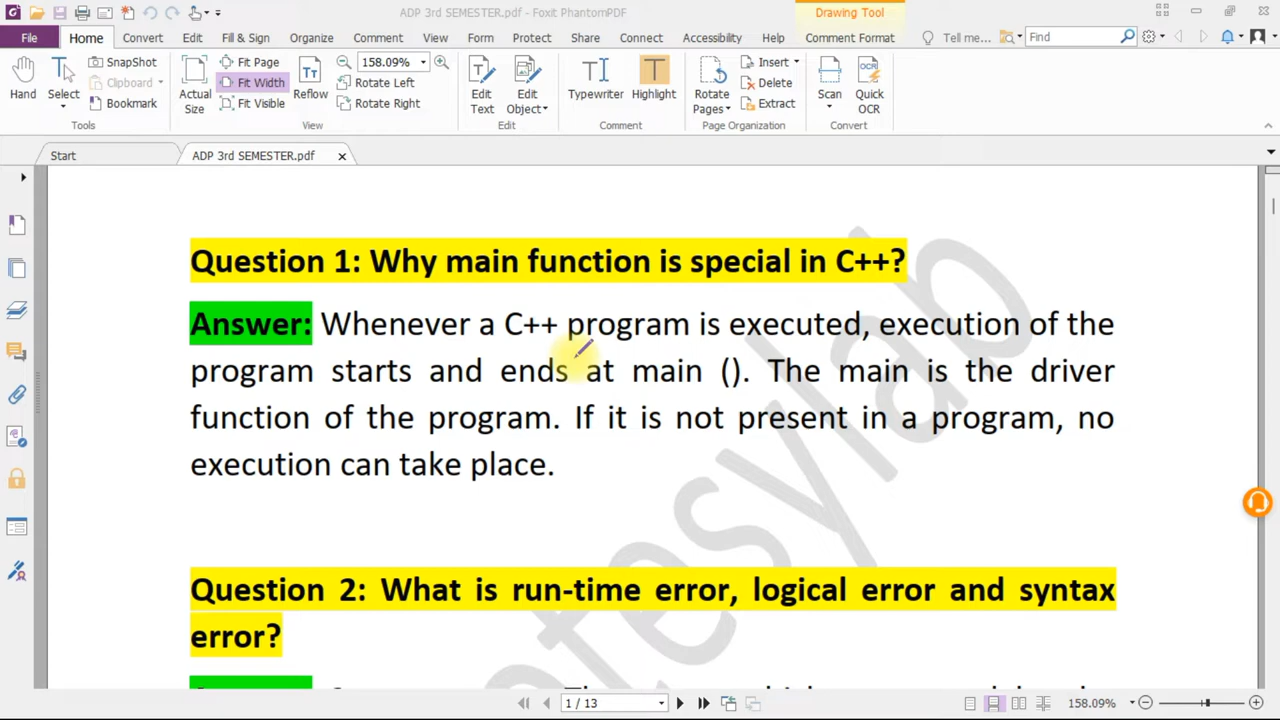 ADP 3rd SEMESTER.pdf - Foxit PhantomPDF
Drawing Tool
File Home Convert Edit Fill & Sign Organize Comment View Form Protect Share Connect Accessibility Help Comment Format Tell me... Find
Hand
Select
SnapShot
Clipboard
Bookmark
Tools
Actual Size
Fit Page
Fit Width
Fit Visible
Reflow
158.09%
Rotate Left
Rotate Right
View
Edit Text
Edit Object
Edit
Typewriter
Highlight
Comment
Rotate Pages
Insert
Delete
Extract
Page Organization
Scan
Quick OCR
Convert
Start
ADP 3rd SEMESTER.pdf
Question 1: Why main function is special in C++?
Answer: Whenever a C++ program is executed, execution of the
program starts and ends at main (). The main is the driver
function of the program. If it is not present in a program, no
execution can take place.
Question 2: What is run-time error, logical error and syntax
error?
1 / 13
158.09%